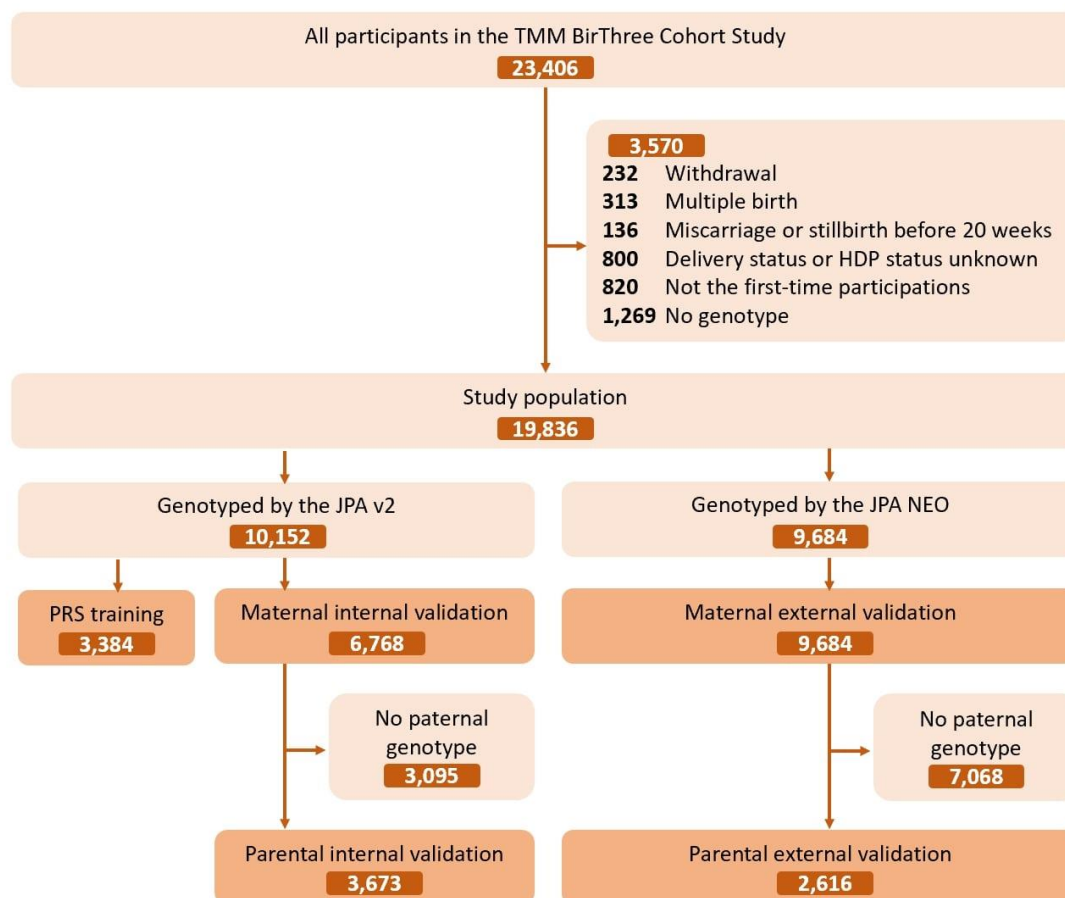 All participants in the TMM BirThree Cohort Study
23,406
3,570
232 Withdrawal
313 Multiple birth
136 Miscarriage or stillbirth before 20 weeks
800 Delivery status or HDP status unknown
820 Not the first-time participations
1,269 No genotype
Study population
19,836
Genotyped by the JPA v2
10,152
Genotyped by the JPA NEO
9,684
PRS training
3,384
Maternal internal validation
6,768
Maternal external validation
9,684
No paternal
genotype
3,095
No paternal
genotype
7,068
Parental internal validation
3,673
Parental external validation
2,616